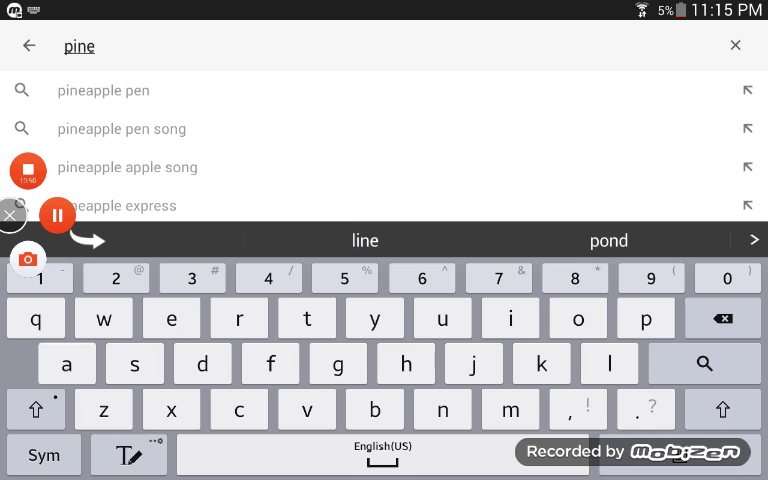 5% 11:15 PM
pine
pineapple pen
pineapple pen song
pineapple apple song
neapple express
line pond
1 - 2 @ 3 # 4 / 5 % 6 ^ 7 & 8 * 9 ( 0 )
q w e r t y u i o p
a s d f g h j k l
z x c v b n m , ! . ?
Sym English(US)
Recorded by mobizen